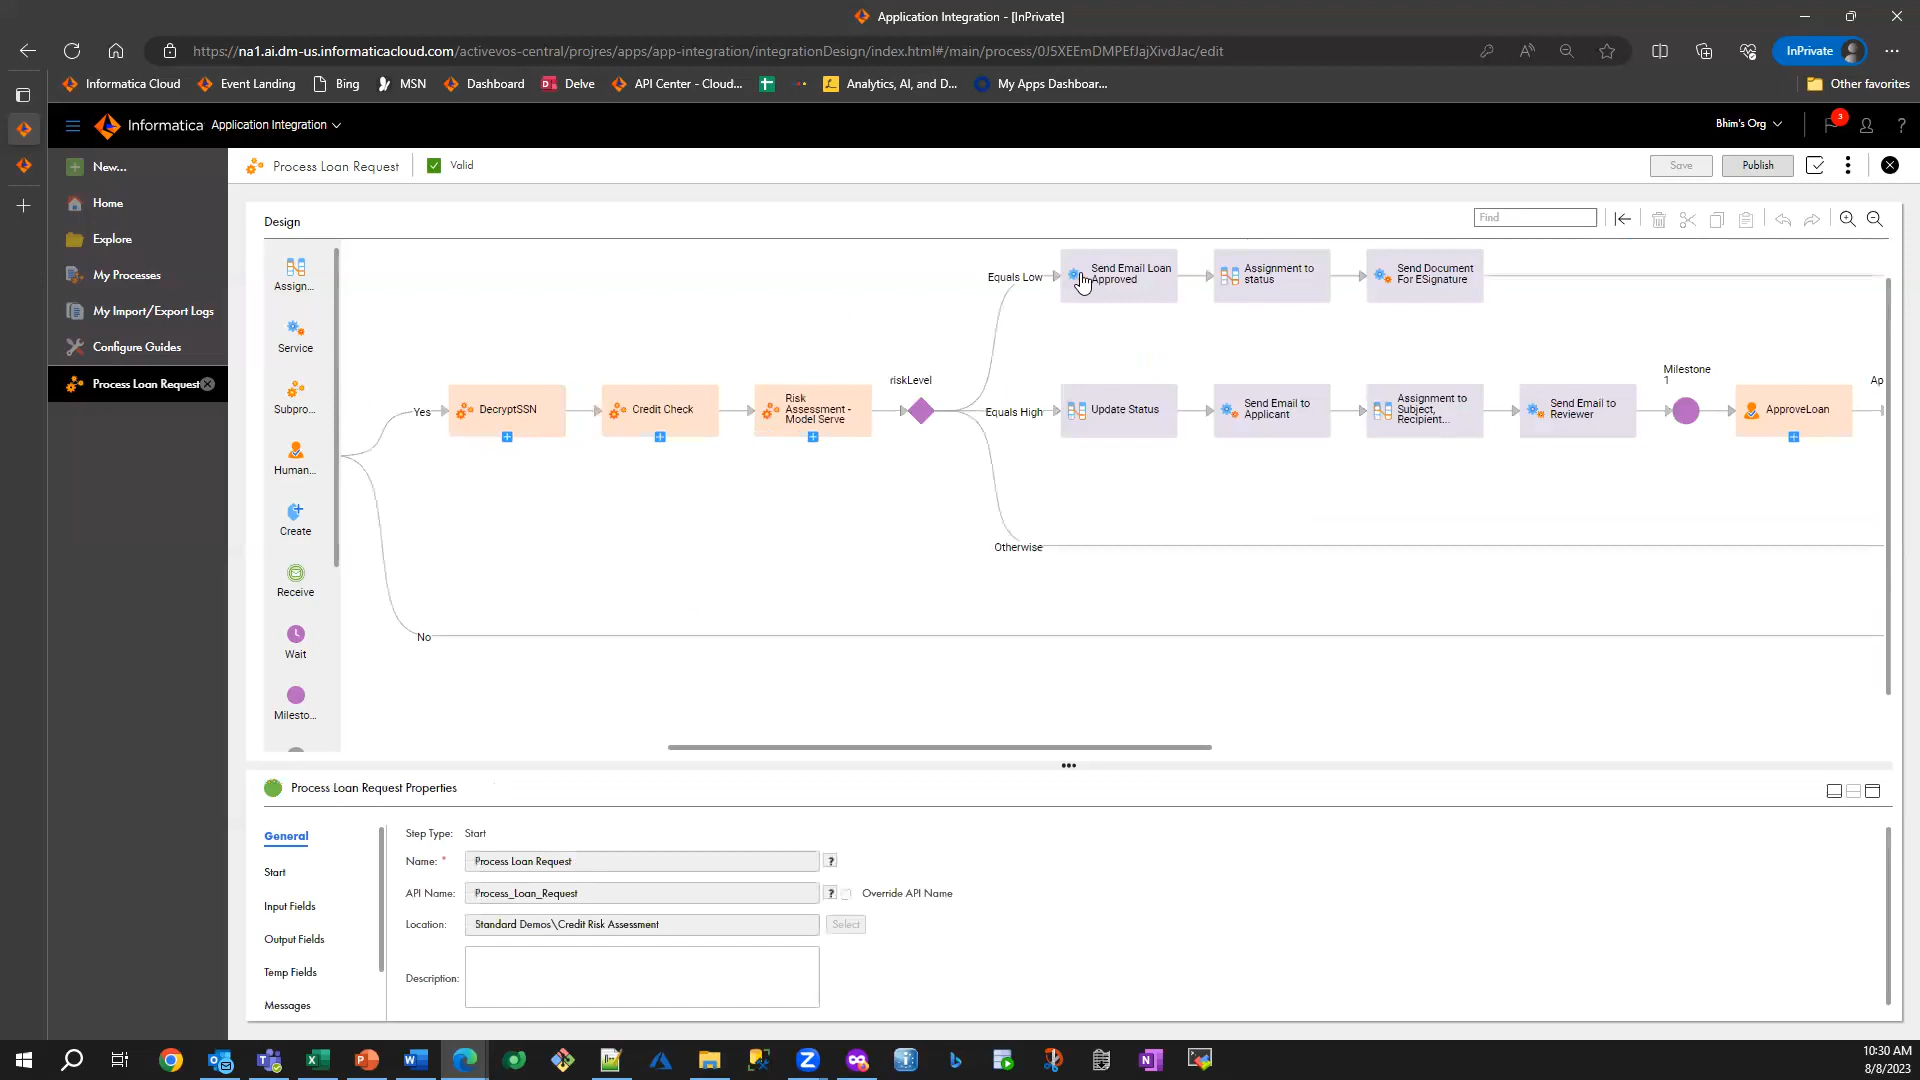 Application Integration - [InPrivate]
https://na1.ai.dm-us.informaticacloud.com/activevos-central/projres/apps/app-integration/integrationDesign/index.html#/main/process/0J5XEEmDMPEfJajXivdJac/edit
InPrivate
Informatica Cloud
Event Landing
Bing
MSN
Dashboard
Delve
API Center - Cloud...
Analytics, AI, and D...
My Apps Dashboar...
Other favorites
Informatica
Application Integration
Bhim's Org
3
?
New...
Home
Explore
My Processes
My Import/Export Logs
Configure Guides
Process Loan Request
Process Loan Request
Valid
Save
Publish
Design
Find
Assign...
Service
Subpro...
Human...
Create
Receive
Wait
Milesto...
Yes
No
DecryptSSN
Credit Check
Risk
Assessment -
Model Serve
riskLevel
Equals Low
Equals High
Otherwise
Send Email Loan
Approved
Assignment to
status
Send Document
For ESignature
Update Status
Send Email to
Applicant
Assignment to
Subject,
Recipient...
Send Email to
Reviewer
Milestone
1
ApproveLoan
Ap
Process Loan Request Properties
General
Start
Input Fields
Output Fields
Temp Fields
Messages
Step Type: Start
Name: * Process Loan Request ?
API Name: Process_Loan_Request ? Override API Name
Location: Standard Demos\Credit Risk Assessment Select
Description:
10:30 AM
8/8/2023